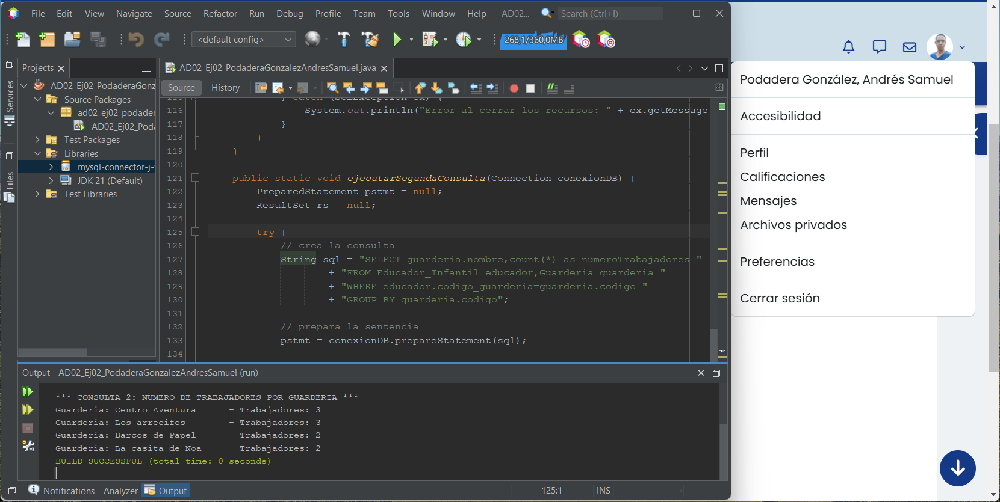 File Edit View Navigate Source Refactor Run Debug Profile Team Tools Window Help AD02... Search (Ctrl+I)
<default config> 268,1/360,0MB
Projects
Services
Files
AD02_Ej02_PodaderaGonz
Source Packages
ad02_ej02_podader
AD02_Ej02_Poda
Test Packages
Libraries
mysql-connector-j-9
JDK 21 (Default)
Test Libraries
AD02_Ej02_PodaderaGonzalezAndresSamuel.java
Source History
115 } catch (SQLException ex) {
116 System.out.println("Error al cerrar los recursos: " + ex.getMessage
117 }
118 }
119 }
120
121 public static void ejecutarSegundaConsulta(Connection conexionDB) {
122 PreparedStatement pstmt = null;
123 ResultSet rs = null;
124
125 try {
126 // crea la consulta
127 String sql = "SELECT guarderia.nombre,count(*) as numeroTrabajadores "
128 + "FROM Educador_Infantil educador,Guarderia guarderia "
129 + "WHERE educador.codigo_guarderia=guarderia.codigo "
130 + "GROUP BY guarderia.codigo";
131
132 // prepara la sentencia
133 pstmt = conexionDB.prepareStatement(sql);
134
Output - AD02_Ej02_PodaderaGonzalezAndresSamuel (run)
*** CONSULTA 2: NUMERO DE TRABAJADORES POR GUARDERIA ***
Guarderia: Centro Aventura - Trabajadores: 3
Guarderia: Los arrecifes - Trabajadores: 3
Guarderia: Barcos de Papel - Trabajadores: 2
Guarderia: La casita de Noa - Trabajadores: 2
BUILD SUCCESSFUL (total time: 0 seconds)
Notifications Analyzer Output 125:1 INS
Podadera González, Andrés Samuel
Accesibilidad
Perfil
Calificaciones
Mensajes
Archivos privados
Preferencias
Cerrar sesión